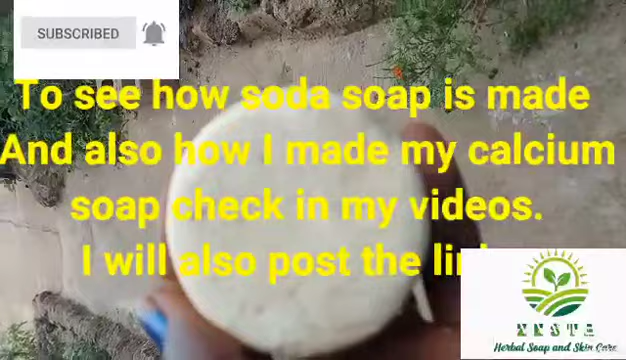 SUBSCRIBED
To see how soda soap is made
And also how I made my calcium
soap check in my videos.
I will also post the
Herbal Soap and Skin Care